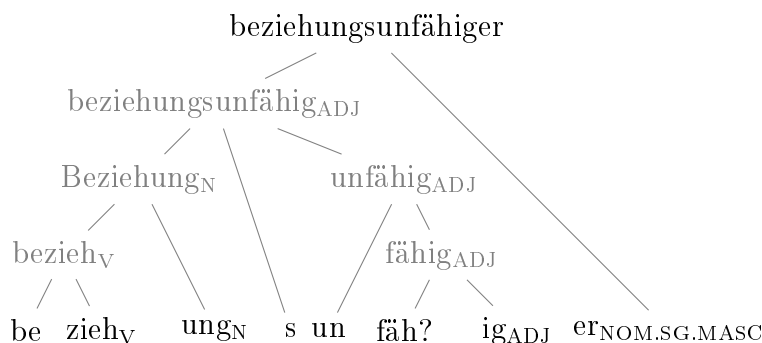 beziehungsunfähiger
beziehungsunfähigADJ
BeziehungN unfähigADJ
beziehV fähigADJ
be ziehV ungN s un fäh? igADJ erNOM.SG.MASC